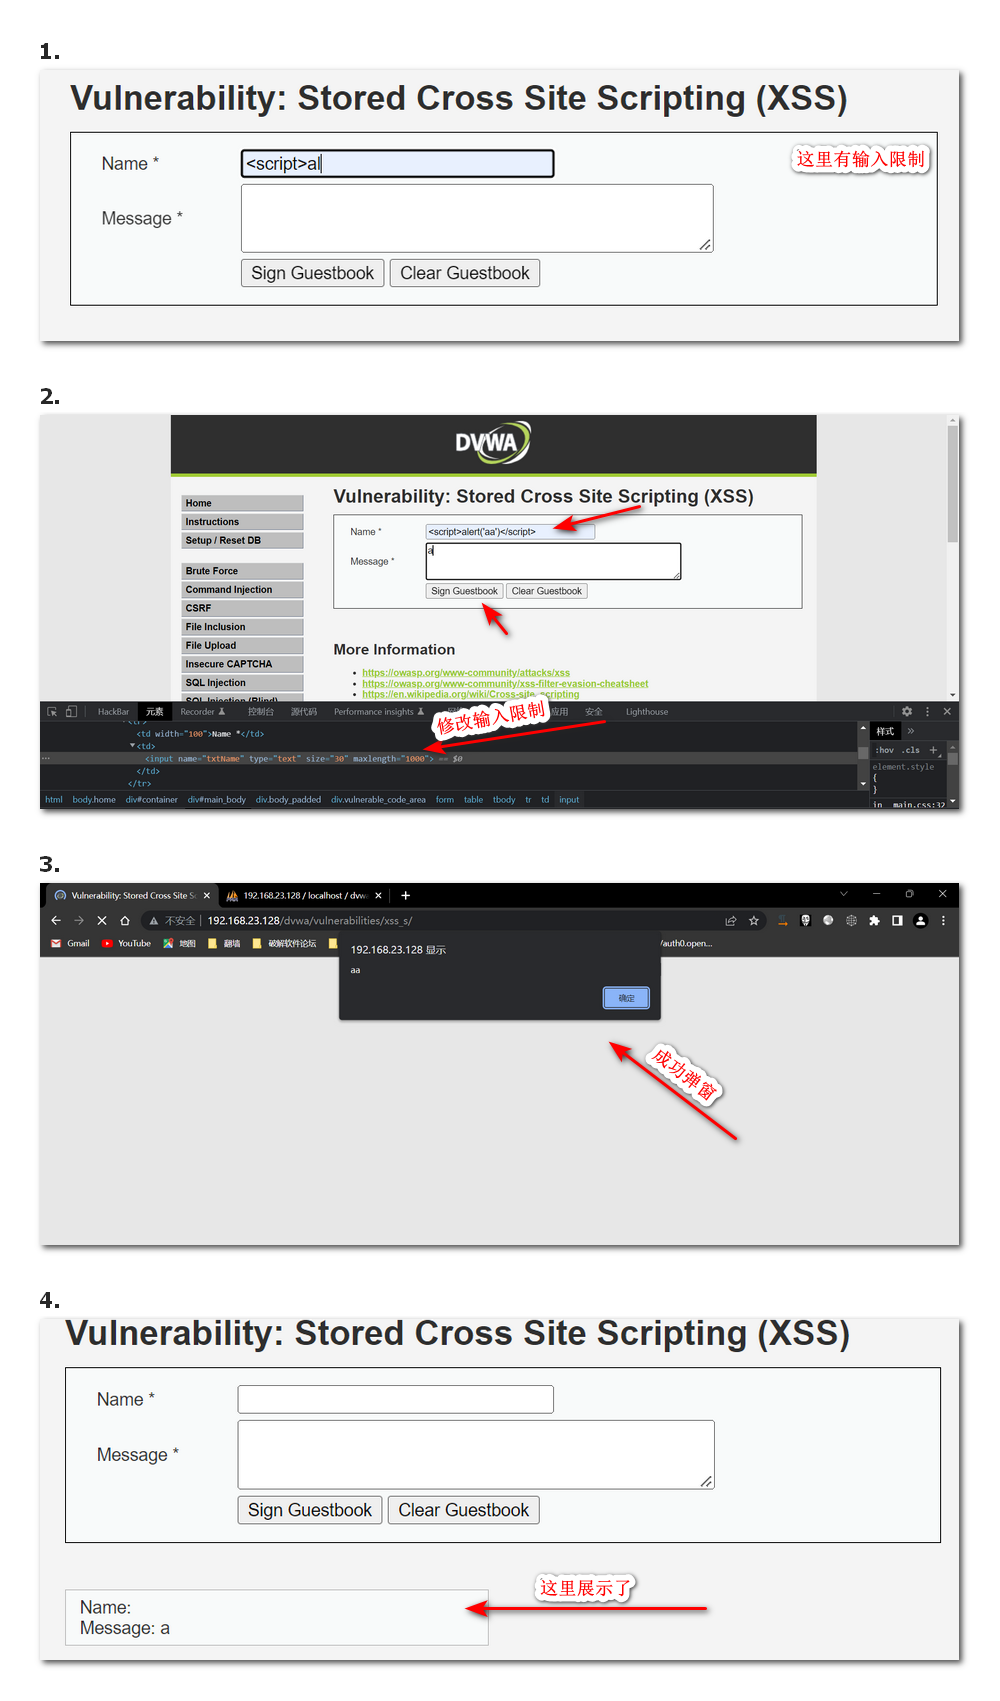 1.
Vulnerability: Stored Cross Site Scripting (XSS)
Name *
<script>al
这里有输入限制
Message *
Sign Guestbook
Clear Guestbook
2.
DVWA
Home
Instructions
Setup / Reset DB
Brute Force
Command Injection
CSRF
File Inclusion
File Upload
Insecure CAPTCHA
SQL Injection
SQL Injection (Blind)
Vulnerability: Stored Cross Site Scripting (XSS)
Name *
<script>alert('aa')</script>
Message *
a
Sign Guestbook
Clear Guestbook
More Information
https://owasp.org/www-community/attacks/xss
https://owasp.org/www-community/xss-filter-evasion-cheatsheet
https://en.wikipedia.org/wiki/Cross-site_scripting
修改输入限制
HackBar 元素 Recorder 控制台 源代码 Performance insights 应用 安全 Lighthouse
<tr>
<td width="100">Name *</td>
<td>
<input name="txtName" type="text" size="30" maxlength="1000"> == $0
</td>
</tr>
html body.home div#container div#main_body div.body_padded div.vulnerable_code_area form table tbody tr td input
样式 »
:hov .cls +
element.style
{
}
in… main.css:32
3.
Vulnerability: Stored Cross Site S
192.168.23.128 / localhost / dvw
不安全 192.168.23.128/dvwa/vulnerabilities/xss_s/
Gmail YouTube 地图 翻墙 破解软件论坛
/auth0.open...
192.168.23.128 显示
aa
确定
成功弹窗
4.
Vulnerability: Stored Cross Site Scripting (XSS)
Name *
Message *
Sign Guestbook
Clear Guestbook
这里展示了
Name:
Message: a